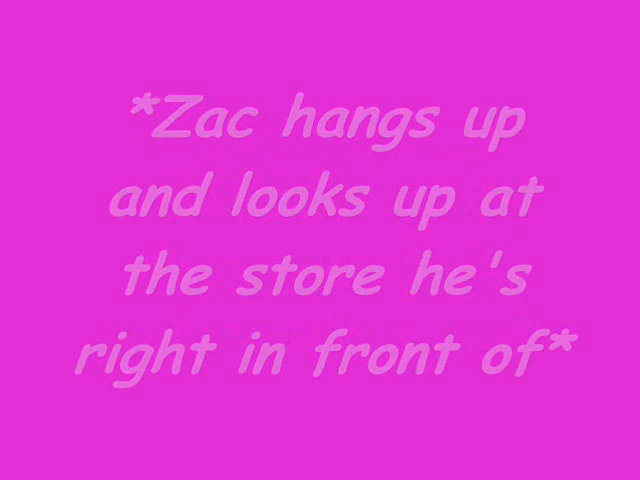 *Zac hangs up
and looks up at
the store he's
right in front of*